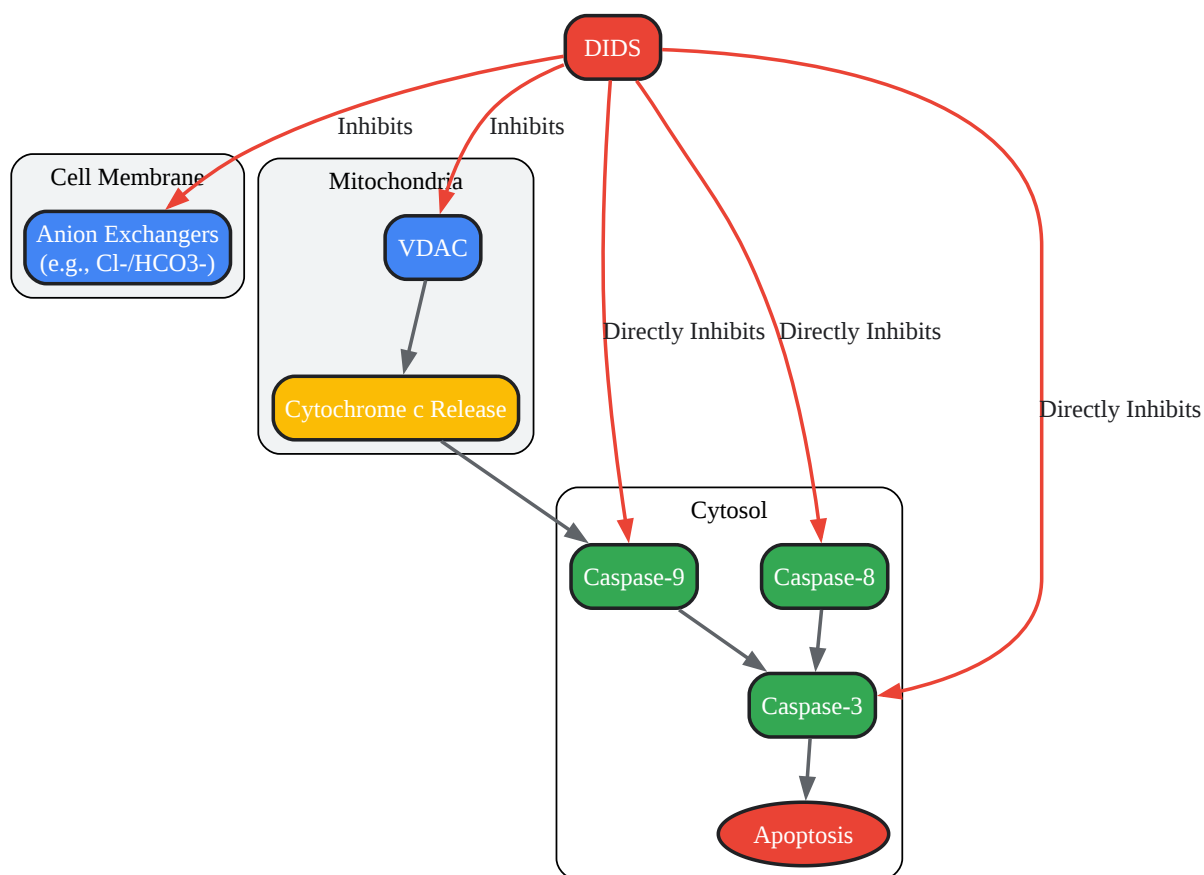 DIDS
Inhibits
Inhibits
Cell Membrane
Mitochondria
Anion Exchangers
(e.g., Cl-/HCO3-)
VDAC
Directly Inhibits
Directly Inhibits
Cytochrome c Release
Directly Inhibits
Cytosol
Caspase-9
Caspase-8
Caspase-3
Apoptosis